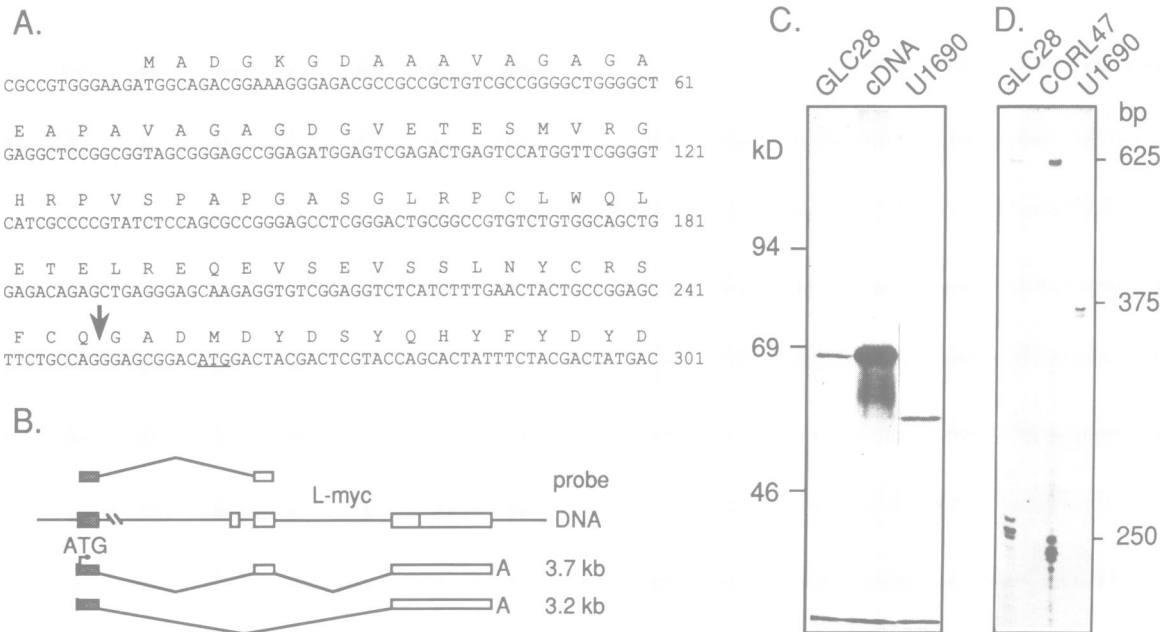 A.
M A D G K G D A A A V A G A G A
CGCCGTGGGAAGATGGCAGACGGAAAGGGAGACGCCGCCGCTGTCGCCGGGGCTGGGGCT 61
E A P A V A G A G D G V E T E S M V R G
GAGGCTCCGGCGGTAGCGGGAGCCGGAGATGGAGTCGAGACTGAGTCCATGGTTCGGGGT 121
H R P V S P A P G A S G L R P C L W Q L
CATCGCCCCGTATCTCCAGCGCCGGGAGCCTCGGGACTGCGGCCGTGTCTGTGGCAGCTG 181
E T E L R E Q E V S E V S S L N Y C R S
GAGACAGAGCTGAGGGAGCAAGAGGTGTCGGAGGTCTCATCTTTGAACTACTGCCGGAGC 241
F C Q G A D M D Y D S Y Q H Y F Y D Y D
TTCTGCCAGGGAGCGGACATGGACTACGACTCGTACCAGCACTATTTCTACGACTATGAC 301
B.
probe
L-myc
DNA
ATG
A 3.7 kb
A 3.2 kb
C.
GLC28 cDNA U1690
kD
94
69
46
D.
GLC28 CORL47 U1690
bp
625
375
250